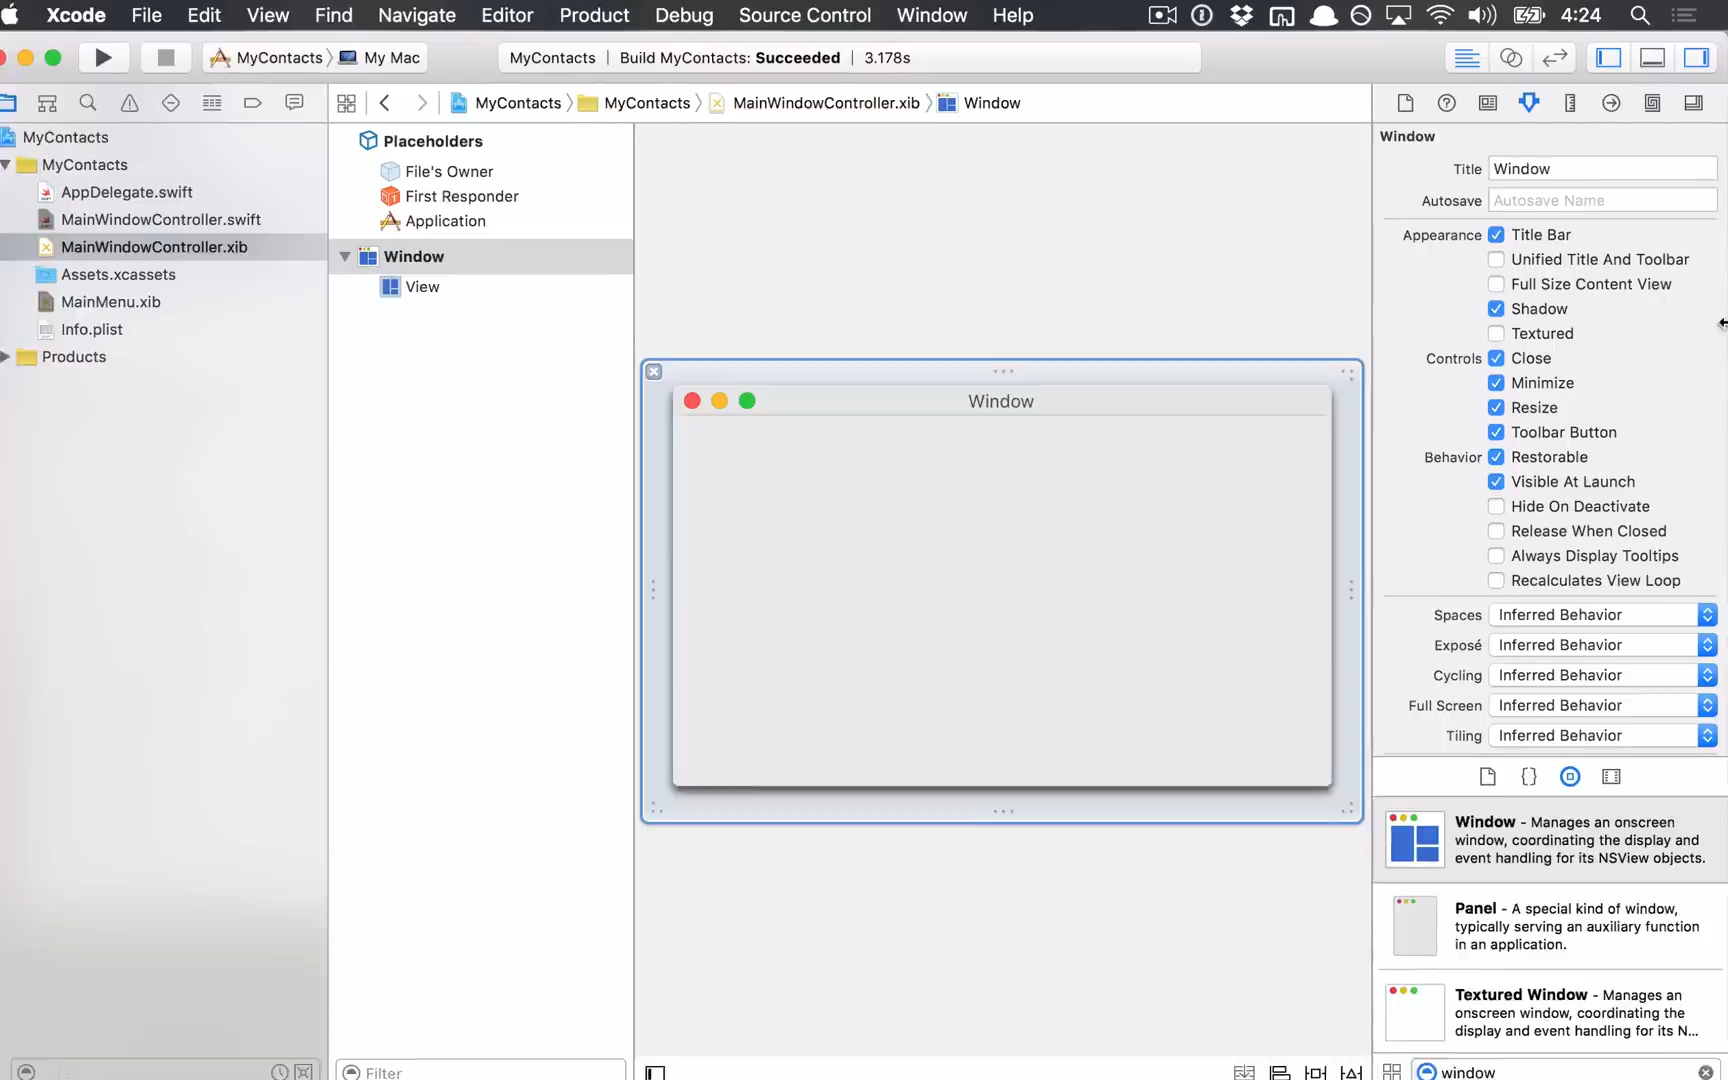 Xcode File Edit View Find Navigate Editor Product Debug Source Control Window Help 4:24
MyContacts My Mac
MyContacts | Build MyContacts: Succeeded | 3.178s
MyContacts MyContacts MainWindowController.xib Window
MyContacts
MyContacts
AppDelegate.swift
MainWindowController.swift
MainWindowController.xib
Assets.xcassets
MainMenu.xib
Info.plist
Products
Placeholders
File's Owner
First Responder
Application
Window
View
Filter
Window
Window
Title Window
Autosave Autosave Name
Appearance Title Bar
Unified Title And Toolbar
Full Size Content View
Shadow
Textured
Controls Close
Minimize
Resize
Toolbar Button
Behavior Restorable
Visible At Launch
Hide On Deactivate
Release When Closed
Always Display Tooltips
Recalculates View Loop
Spaces Inferred Behavior
Exposé Inferred Behavior
Cycling Inferred Behavior
Full Screen Inferred Behavior
Tiling Inferred Behavior
Window - Manages an onscreen
window, coordinating the display and
event handling for its NSView objects.
Panel - A special kind of window,
typically serving an auxiliary function
in an application.
Textured Window - Manages an
onscreen window, coordinating the
display and event handling for its N...
window